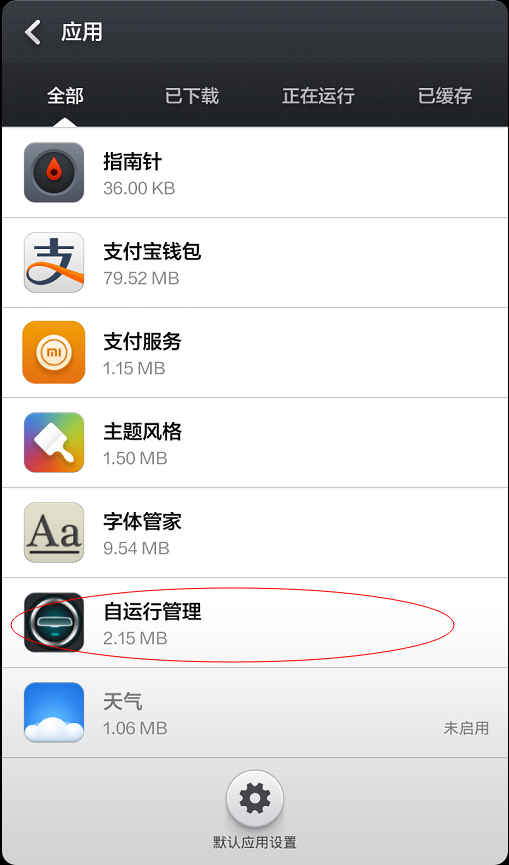 应用
全部 已下载 正在运行 已缓存
指南针
36.00 KB
支
支付宝钱包
79.52 MB
mi
支付服务
1.15 MB
主题风格
1.50 MB
Aa
字体管家
9.54 MB
自运行管理
2.15 MB
天气
1.06 MB
未启用
默认应用设置